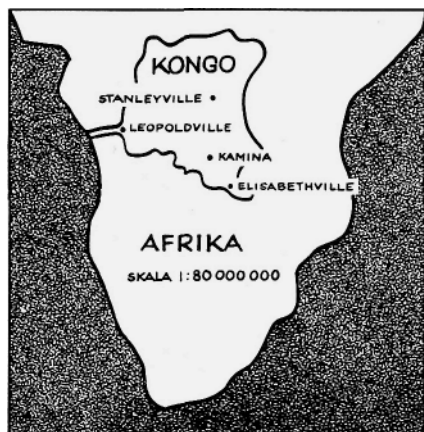 KONGO
STANLEYVILLE
LEOPOLDVILLE
KAMINA
ELISABETHVILLE
AFRIKA
SKALA 1:80 000 000